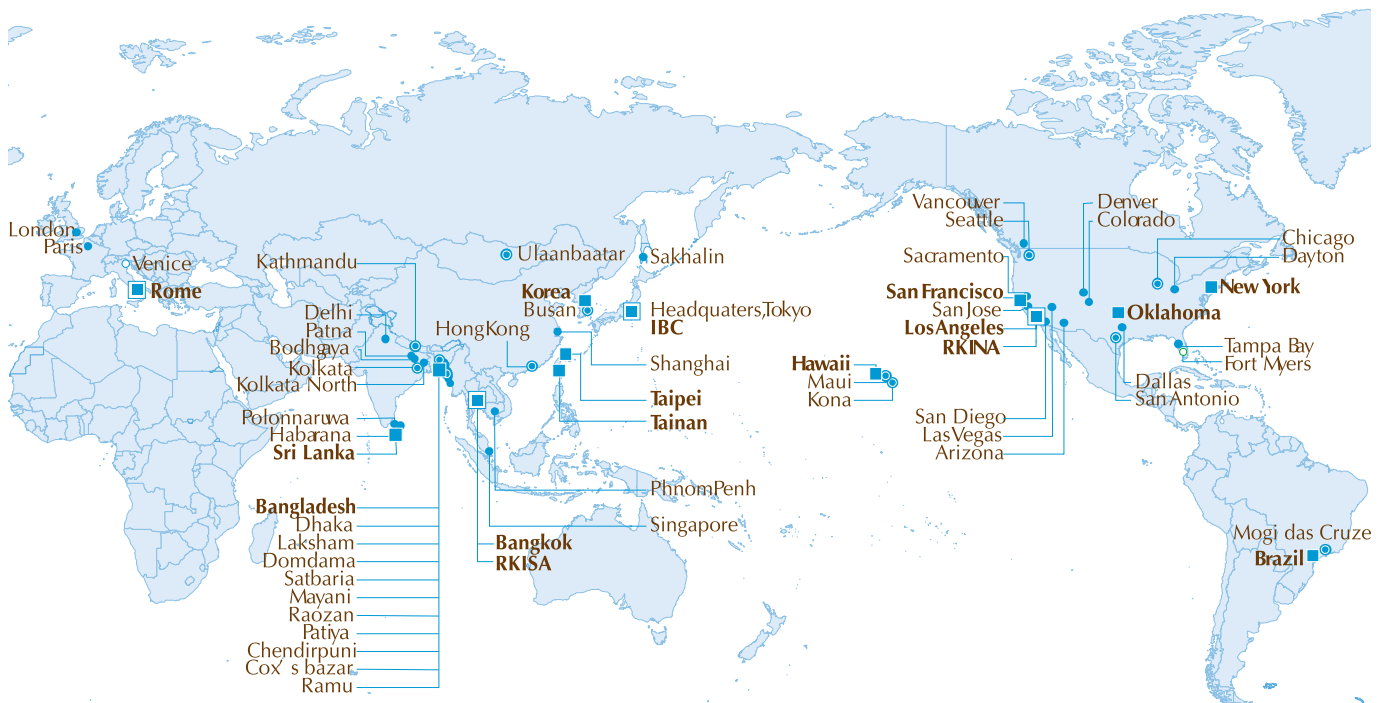 London
Paris
Venice
Rome
Kathmandu
Delhi
Patna
Bodhgaya
Kolkata
Kolkata North
Polonnaruwa
Habarana
Sri Lanka
Bangladesh
Dhaka
Laksham
Domdama
Satbaria
Mayani
Raozan
Patiya
Chendirpuni
Cox's bazar
Ramu
Ulaanbaatar
Sakhalin
Korea
Busan
HongKong
Headquaters,Tokyo
IBC
Shanghai
Taipei
Tainan
PhnomPenh
Singapore
Bangkok
RKISA
Vancouver
Seattle
Sacramento
San Francisco
San Jose
LosAngeles
RKINA
Hawaii
Maui
Kona
San Diego
LasVegas
Arizona
Denver
Colorado
Chicago
Dayton
New York
Oklahoma
Tampa Bay
Fort Myers
Dallas
San Antonio
Mogi das Cruze
Brazil